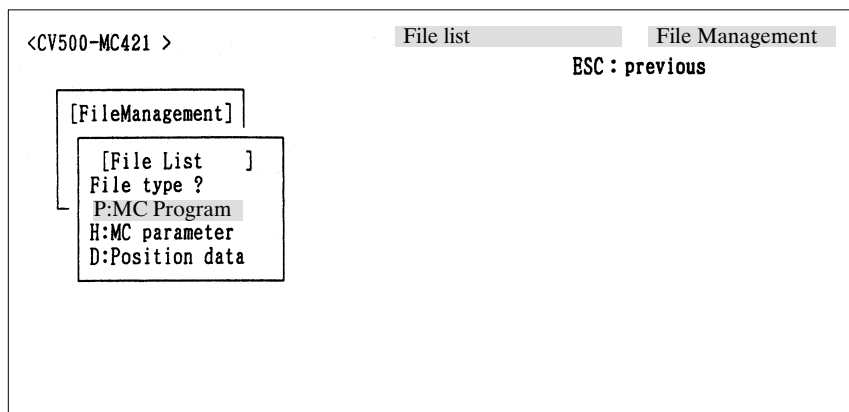 <CV500-MC421 > File list File Management
ESC：previous
[FileManagement]
[File List ]
File type ?
P:MC Program
H:MC parameter
D:Position data